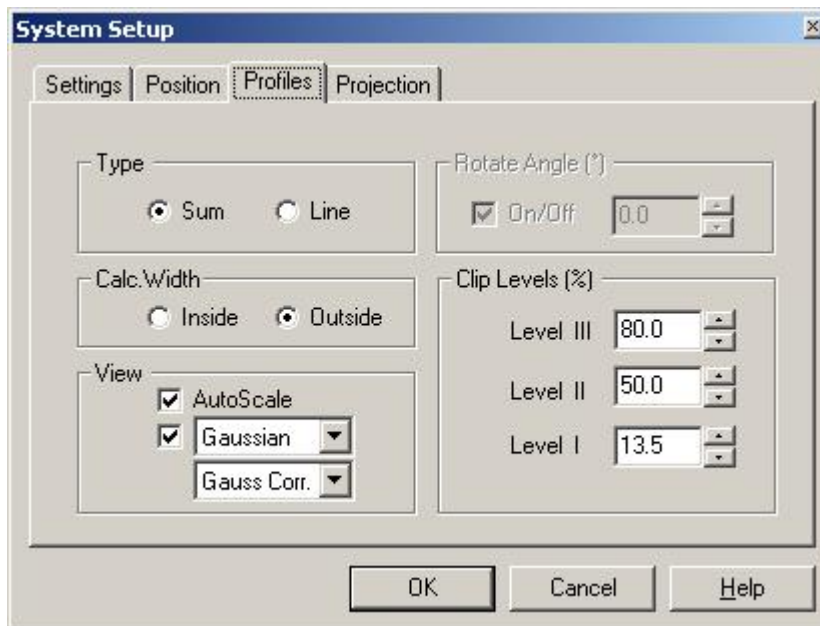 System Setup
Settings Position Profiles Projection
Type
Sum Line
Rotate Angle (°)
On/Off 0.0
Calc.Width
Inside Outside
Clip Levels (%)
Level III 80.0
Level II 50.0
Level I 13.5
View
AutoScale
Gaussian
Gauss Corr.
OK Cancel Help